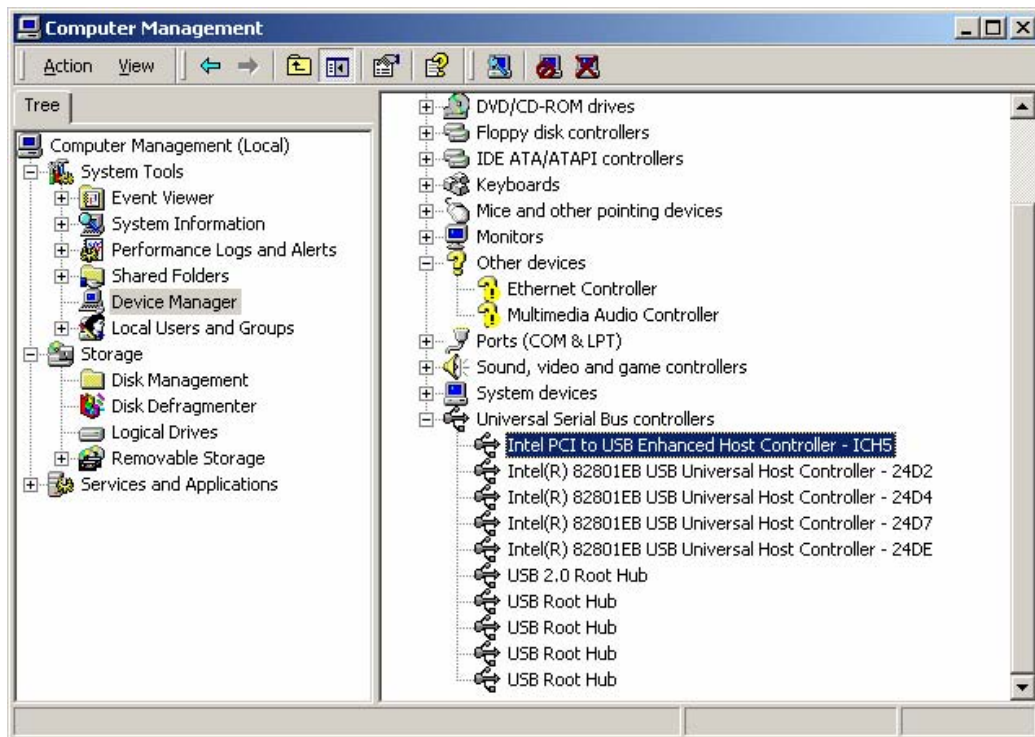 Computer Management
Action View
Tree
Computer Management (Local)
System Tools
Event Viewer
System Information
Performance Logs and Alerts
Shared Folders
Device Manager
Local Users and Groups
Storage
Disk Management
Disk Defragmenter
Logical Drives
Removable Storage
Services and Applications
DVD/CD-ROM drives
Floppy disk controllers
IDE ATA/ATAPI controllers
Keyboards
Mice and other pointing devices
Monitors
Other devices
Ethernet Controller
Multimedia Audio Controller
Ports (COM & LPT)
Sound, video and game controllers
System devices
Universal Serial Bus controllers
Intel PCI to USB Enhanced Host Controller - ICH5
Intel(R) 82801EB USB Universal Host Controller - 24D2
Intel(R) 82801EB USB Universal Host Controller - 24D4
Intel(R) 82801EB USB Universal Host Controller - 24D7
Intel(R) 82801EB USB Universal Host Controller - 24DE
USB 2.0 Root Hub
USB Root Hub
USB Root Hub
USB Root Hub
USB Root Hub